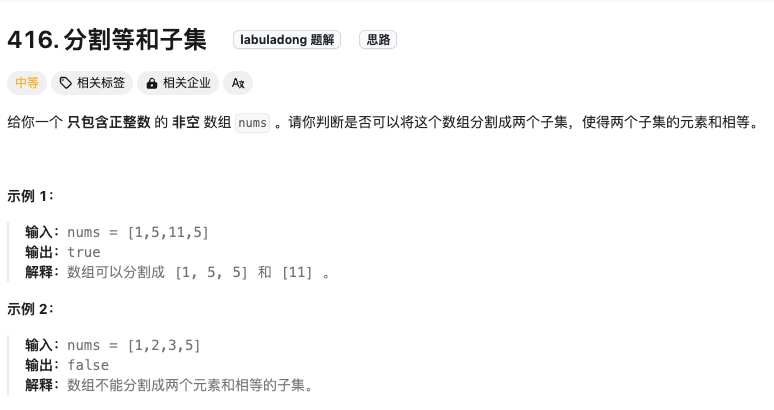 416. 分割等和子集 labuladong 题解 思路
中等 相关标签 相关企业 Aあ
给你一个 只包含正整数 的 非空 数组 nums 。请你判断是否可以将这个数组分割成两个子集，使得两个子集的元素和相等。
示例 1：
输入：nums = [1,5,11,5]
输出：true
解释：数组可以分割成 [1, 5, 5] 和 [11] 。
示例 2：
输入：nums = [1,2,3,5]
输出：false
解释：数组不能分割成两个元素和相等的子集。